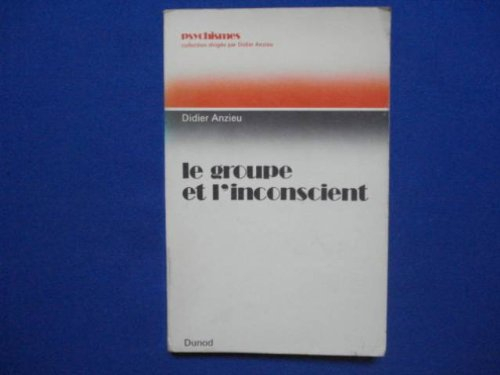 psychismes
collection dirigée par Didier Anzieu
Didier Anzieu
le groupe
et l'inconscient
Dunod